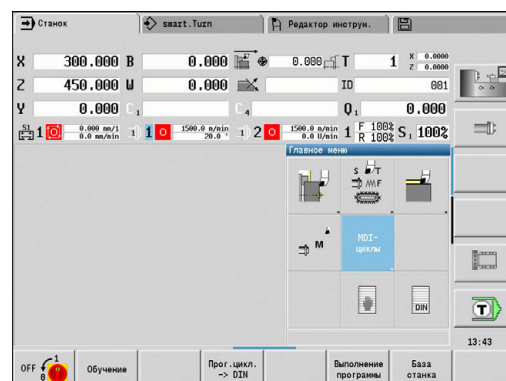 Станок smart.Turn Редактор инструм.
X 300.000 B 0.000 0.000 T 1 X 0.0000 Z 0.0000
Z 450.000 U 0.000 ID 001
Y 0.000 C1 C4 Q1 0.000
S1 1 0.000 mm/1 0.0 mm/min 1 1 1500.0 m/min 20.0 ° 1 2 1500.0 m/min 0.0 U/min 1 F 100% R 100% S1 100%
Главное меню
S T
F
M MDI-
циклы
DIN
T
13:43
OFF 1 0 Обучение Прог.цикл. -> DIN Выполнение программы База станка